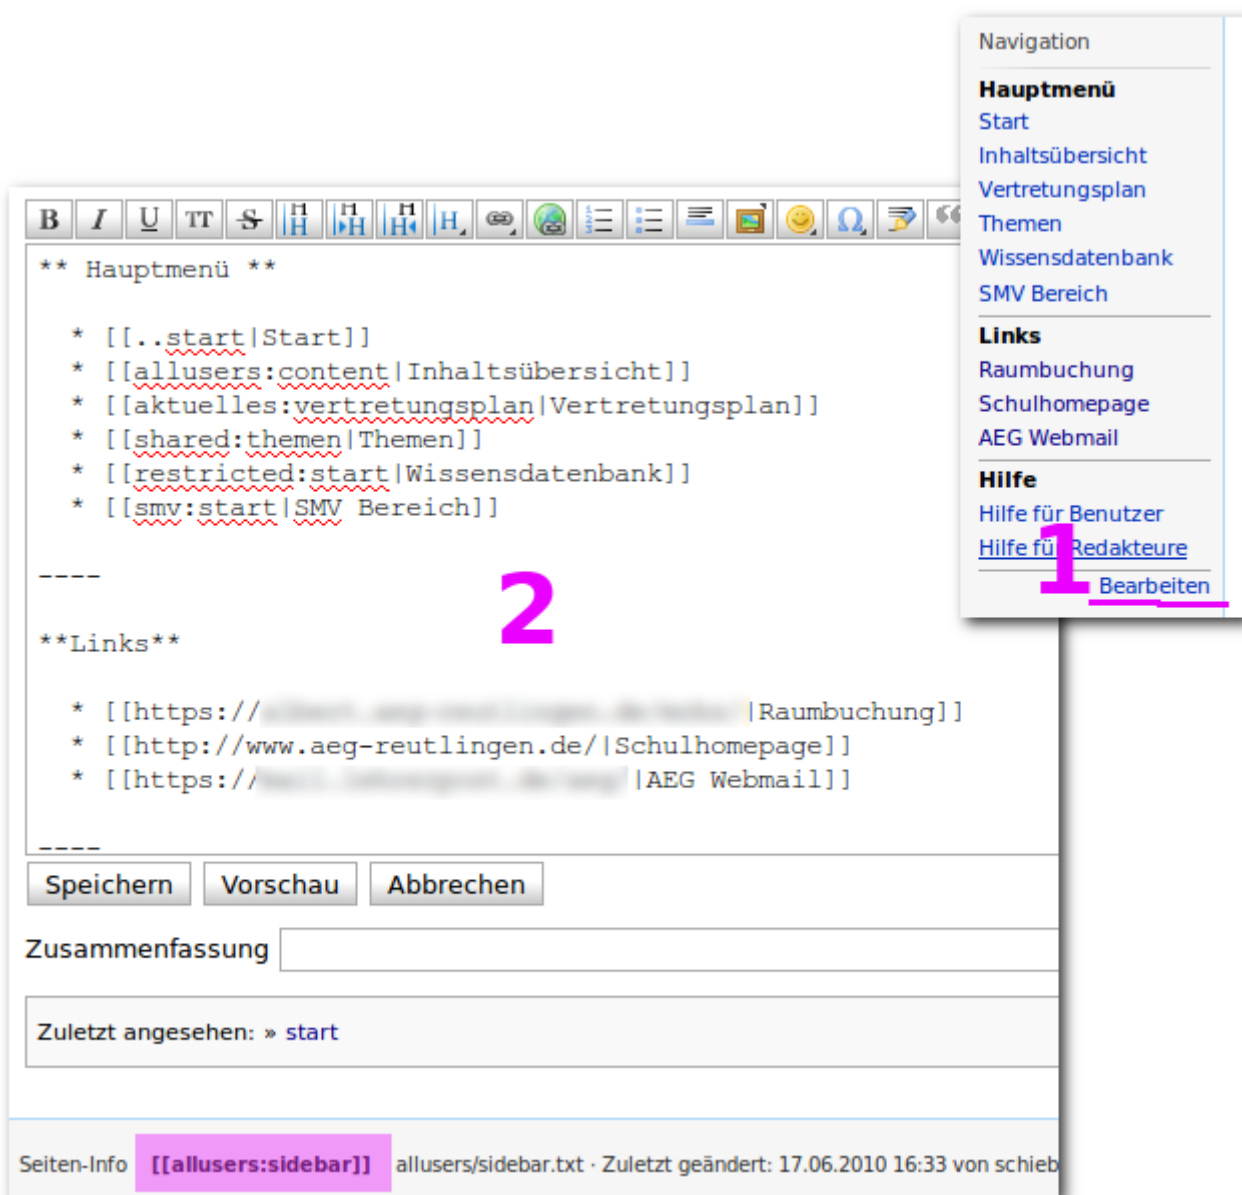 Navigation
Hauptmenü
Start
Inhaltsübersicht
Vertretungsplan
Themen
Wissensdatenbank
SMV Bereich
Links
Raumbuchung
Schulhomepage
AEG Webmail
Hilfe
Hilfe für Benutzer
Hilfe für Redakteure
1
Bearbeiten
B I U TT S
** Hauptmenü **
* [[..start|Start]]
* [[allusers:content|Inhaltsübersicht]]
* [[aktuelles:vertretungsplan|Vertretungsplan]]
* [[shared:themen|Themen]]
* [[restricted:start|Wissensdatenbank]]
* [[smv:start|SMV Bereich]]
----
2
**Links**
* [[https:// |Raumbuchung]]
* [[http://www.aeg-reutlingen.de/|Schulhomepage]]
* [[https:// |AEG Webmail]]
----
Speichern Vorschau Abbrechen
Zusammenfassung
Zuletzt angesehen: » start
Seiten-Info [[allusers:sidebar]] allusers/sidebar.txt · Zuletzt geändert: 17.06.2010 16:33 von schieb